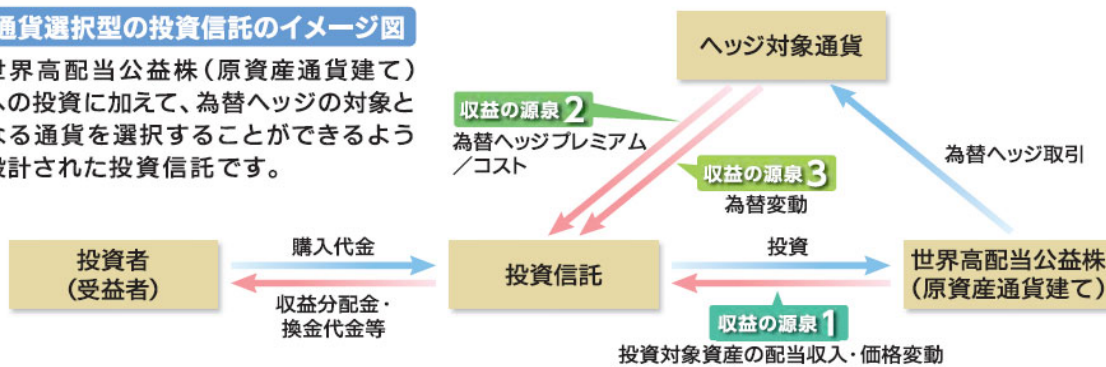 通貨選択型の投資信託のイメージ図
世界高配当公益株(原資産通貨建て)
への投資に加えて、為替ヘッジの対象と
なる通貨を選択することができるよう
設計された投資信託です。
ヘッジ対象通貨
収益の源泉2
為替ヘッジプレミアム
/コスト
収益の源泉3
為替変動
為替ヘッジ取引
投資者
(受益者)
購入代金
収益分配金・
換金代金等
投資信託
投資
収益の源泉1
投資対象資産の配当収入・価格変動
世界高配当公益株
(原資産通貨建て)